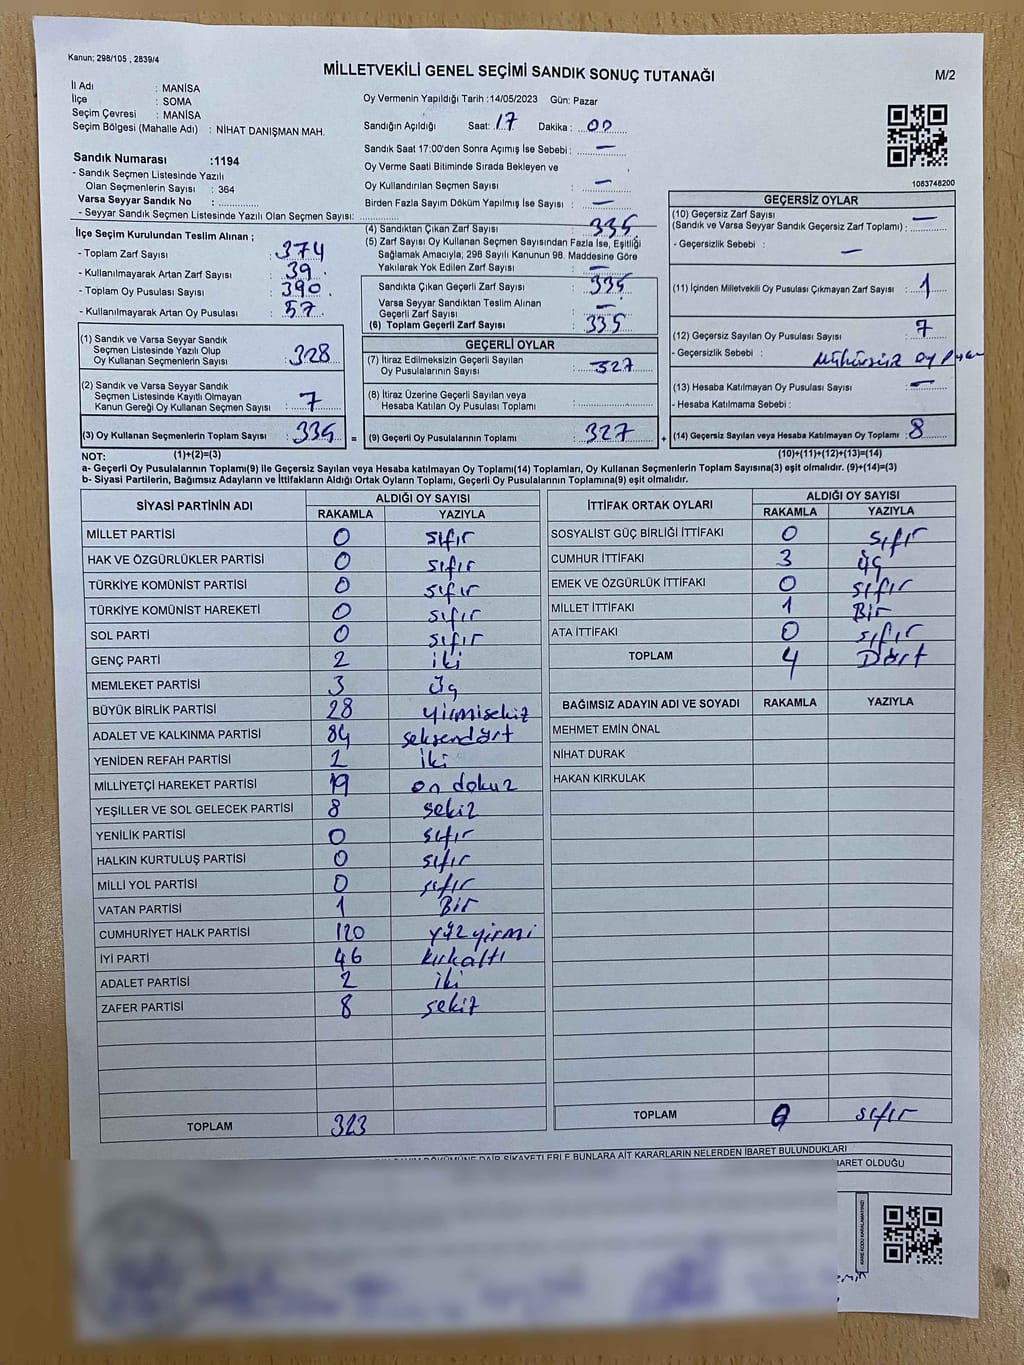 Kanun; 298/105 , 2839/4
MİLLETVEKİLİ GENEL SEÇİMİ SANDIK SONUÇ TUTANAĞI
M/2
İl Adı : MANİSA
İlçe : SOMA
Seçim Çevresi : MANİSA
Seçim Bölgesi (Mahalle Adı) : NİHAT DANIŞMAN MAH.
Oy Vermenin Yapıldığı Tarih :14/05/2023 Gün: Pazar
Sandığın Açıldığı Saat: 17 Dakika : 00
Sandık Saat 17:00'den Sonra Açımış İse Sebebi : —
Oy Verme Saati Bitiminde Sırada Bekleyen ve
Oy Kullandırılan Seçmen Sayısı : —
Birden Fazla Sayım Döküm Yapılmış İse Sayısı : —
1083748200
Sandık Numarası :1194
- Sandık Seçmen Listesinde Yazılı
Olan Seçmenlerin Sayısı : 364
Varsa Seyyar Sandık No :
- Seyyar Sandık Seçmen Listesinde Yazılı Olan Seçmen Sayısı:
İlçe Seçim Kurulundan Teslim Alınan ;
- Toplam Zarf Sayısı : 374
- Kullanılmayarak Artan Zarf Sayısı : 39
- Toplam Oy Pusulası Sayısı : 390
- Kullanılmayarak Artan Oy Pusulası : 57
(1) Sandık ve Varsa Seyyar Sandık
Seçmen Listesinde Yazılı Olup
Oy Kullanan Seçmenlerin Sayısı : 328
(2) Sandık ve Varsa Seyyar Sandık
Seçmen Listesinde Kayıtlı Olmayan
Kanun Gereği Oy Kullanan Seçmen Sayısı : 7
(3) Oy Kullanan Seçmenlerin Toplam Sayısı : 335 =
(4) Sandıktan Çıkan Zarf Sayısı : 335
(5) Zarf Sayısı Oy Kullanan Seçmen Sayısından Fazla İse, Eşitliği
Sağlamak Amacıyla; 298 Sayılı Kanunun 98. Maddesine Göre
Yakılarak Yok Edilen Zarf Sayısı : —
Sandıkta Çıkan Geçerli Zarf Sayısı : 335
Varsa Seyyar Sandıktan Teslim Alınan
Geçerli Zarf Sayısı : —
(6) Toplam Geçerli Zarf Sayısı : 335
GEÇERLİ OYLAR
(7) İtiraz Edilmeksizin Geçerli Sayılan
Oy Pusulalarının Sayısı : 327
(8) İtiraz Üzerine Geçerli Sayılan veya
Hesaba Katılan Oy Pusulası Toplamı :
(9) Geçerli Oy Pusulalarının Toplamı : 327 +
GEÇERSİZ OYLAR
(10) Geçersiz Zarf Sayısı
(Sandık ve Varsa Seyyar Sandık Geçersiz Zarf Toplamı) : —
- Geçersizlik Sebebi : —
(11) İçinden Milletvekili Oy Pusulası Çıkmayan Zarf Sayısı : 1
(12) Geçersiz Sayılan Oy Pusulası Sayısı : 7
- Geçersizlik Sebebi : Mühürsüz oy
(13) Hesaba Katılmayan Oy Pusulası Sayısı : —
- Hesaba Katılmama Sebebi :
(14) Geçersiz Sayılan veya Hesaba Katılmayan Oy Toplamı : 8
NOT: (1)+(2)=(3) (10)+(11)+(12)+(13)=(14)
a- Geçerli Oy Pusulalarının Toplamı(9) ile Geçersiz Sayılan veya Hesaba katılmayan Oy Toplamı(14) Toplamları, Oy Kullanan Seçmenlerin Toplam Sayısına(3) eşit olmalıdır. (9)+(14)=(3)
b- Siyasi Partilerin, Bağımsız Adayların ve İttifakların Aldığı Ortak Oyların Toplamı, Geçerli Oy Pusulalarının Toplamına(9) eşit olmalıdır.
SİYASİ PARTİNİN ADI ALDIĞI OY SAYISI
RAKAMLA YAZIYLA
MİLLET PARTİSİ 0 sıfır
HAK VE ÖZGÜRLÜKLER PARTİSİ 0 sıfır
TÜRKİYE KOMÜNİST PARTİSİ 0 sıfır
TÜRKİYE KOMÜNİST HAREKETİ 0 sıfır
SOL PARTİ 0 sıfır
GENÇ PARTİ 2 iki
MEMLEKET PARTİSİ 3 üç
BÜYÜK BİRLİK PARTİSİ 28 yirmisekiz
ADALET VE KALKINMA PARTİSİ 84 seksendört
YENİDEN REFAH PARTİSİ 2 iki
MİLLİYETÇİ HAREKET PARTİSİ 19 on dokuz
YEŞİLLER VE SOL GELECEK PARTİSİ 8 sekiz
YENİLİK PARTİSİ 0 sıfır
HALKIN KURTULUŞ PARTİSİ 0 sıfır
MİLLİ YOL PARTİSİ 0 sıfır
VATAN PARTİSİ 1 Bir
CUMHURİYET HALK PARTİSİ 120 yüzyirmi
İYİ PARTİ 46 kırkaltı
ADALET PARTİSİ 2 iki
ZAFER PARTİSİ 8 sekiz
TOPLAM 323
İTTİFAK ORTAK OYLARI ALDIĞI OY SAYISI
RAKAMLA YAZIYLA
SOSYALİST GÜÇ BİRLİĞİ İTTİFAKI 0 sıfır
CUMHUR İTTİFAKI 3 üç
EMEK VE ÖZGÜRLÜK İTTİFAKI 0 sıfır
MİLLET İTTİFAKI 1 Bir
ATA İTTİFAKI 0 sıfır
TOPLAM 4 Dört
BAĞIMSIZ ADAYIN ADI VE SOYADI RAKAMLA YAZIYLA
MEHMET EMİN ÖNAL
NİHAT DURAK
HAKAN KIRKULAK
TOPLAM 0 sıfır
DÖKÜMÜNE DAİR ŞİKAYETLERLE BUNLARA AİT KARARLARIN NELERDEN İBARET BULUNDUKLARI
İBARET OLDUĞU
KARE KODU KARALAMAYINIZ!